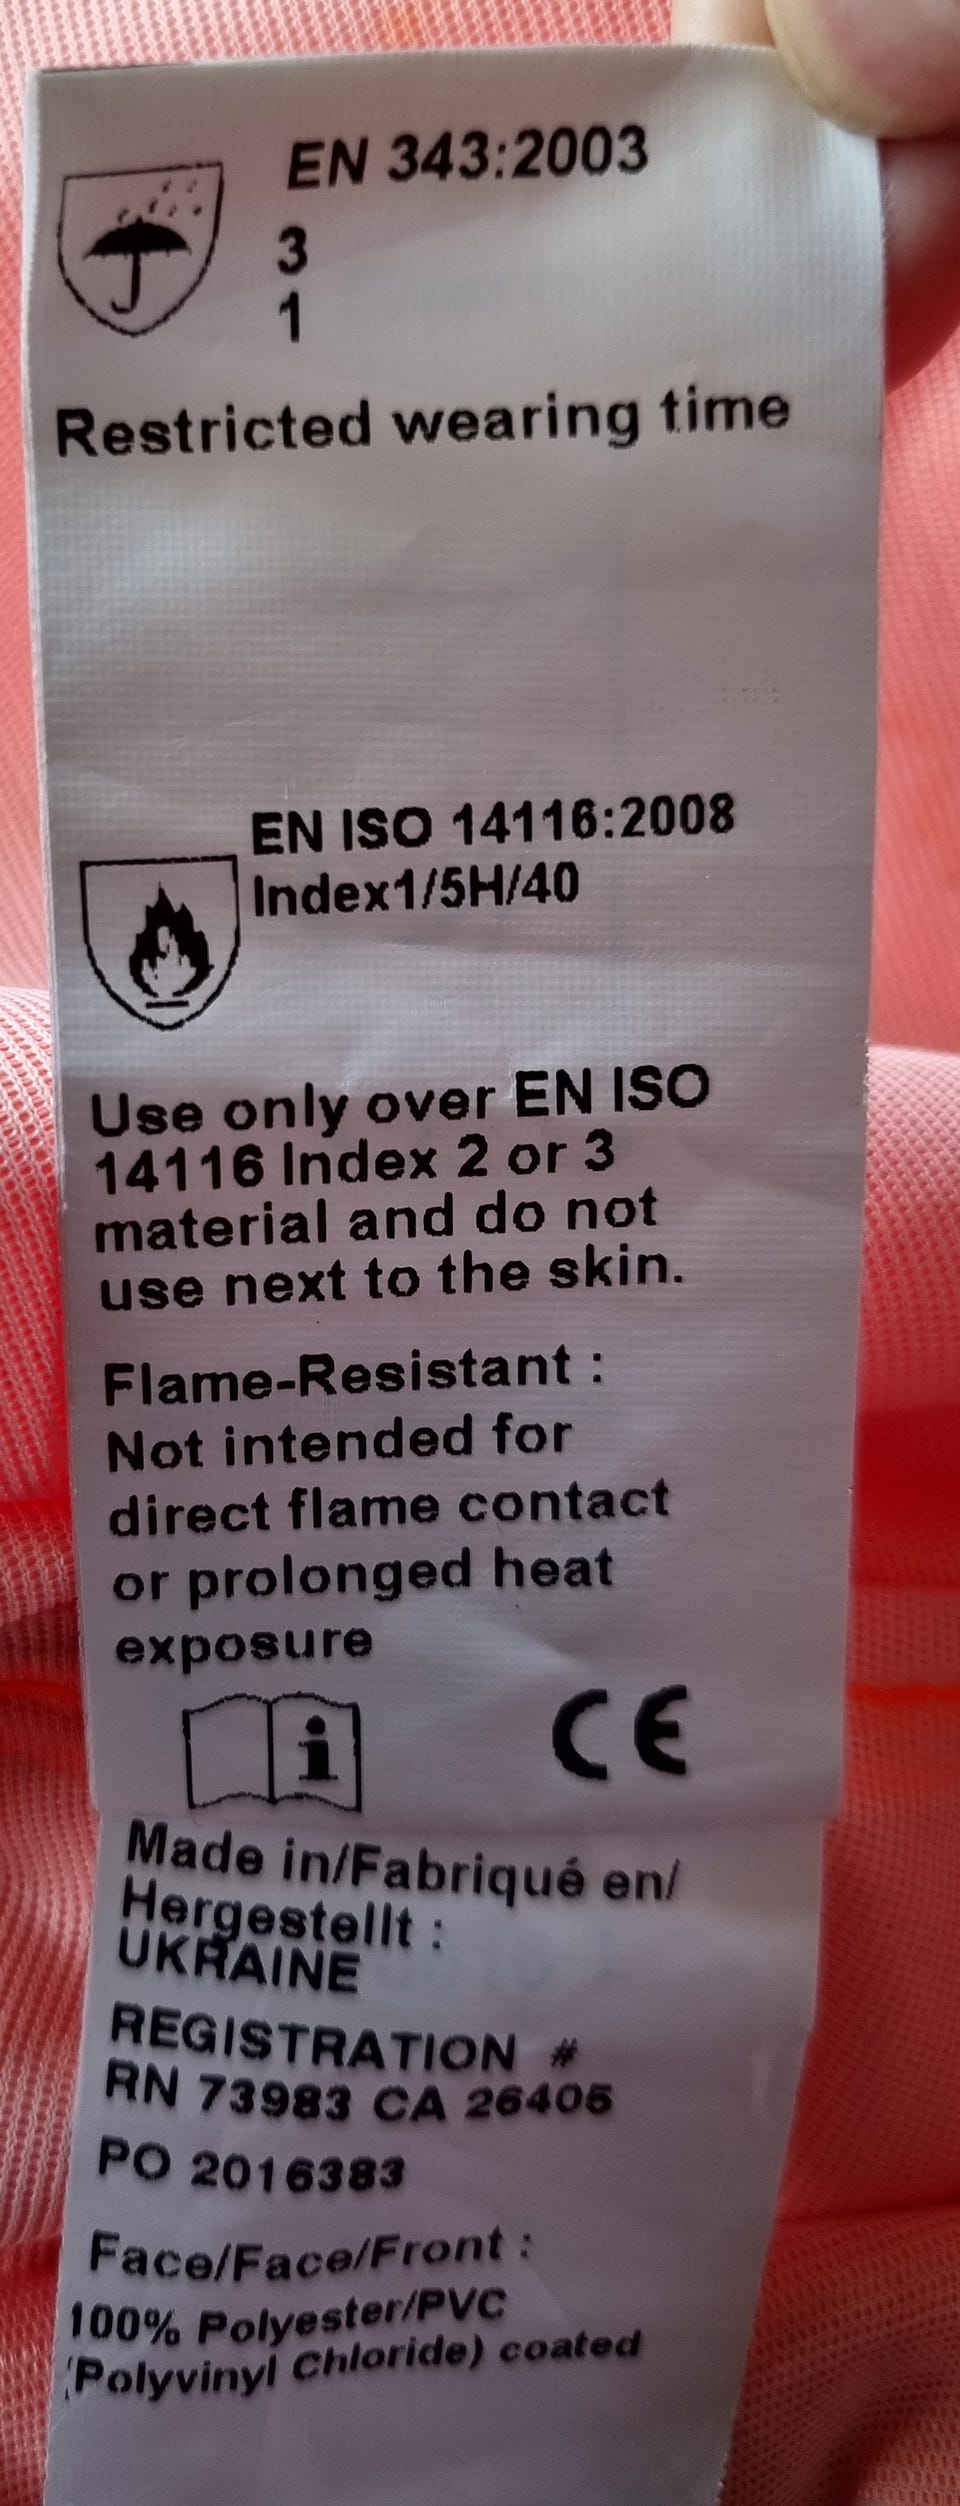 EN 343:2003
3
1
Restricted wearing time
EN ISO 14116:2008
Index1/5H/40
Use only over EN ISO
14116 Index 2 or 3
material and do not
use next to the skin.
Flame-Resistant :
Not intended for
direct flame contact
or prolonged heat
exposure
i
CE
Made in/Fabriqué en/
Hergestellt :
UKRAINE
REGISTRATION #
RN 73983 CA 26405
PO 2016383
Face/Face/Front :
100% Polyester/PVC
(Polyvinyl Chloride) coated